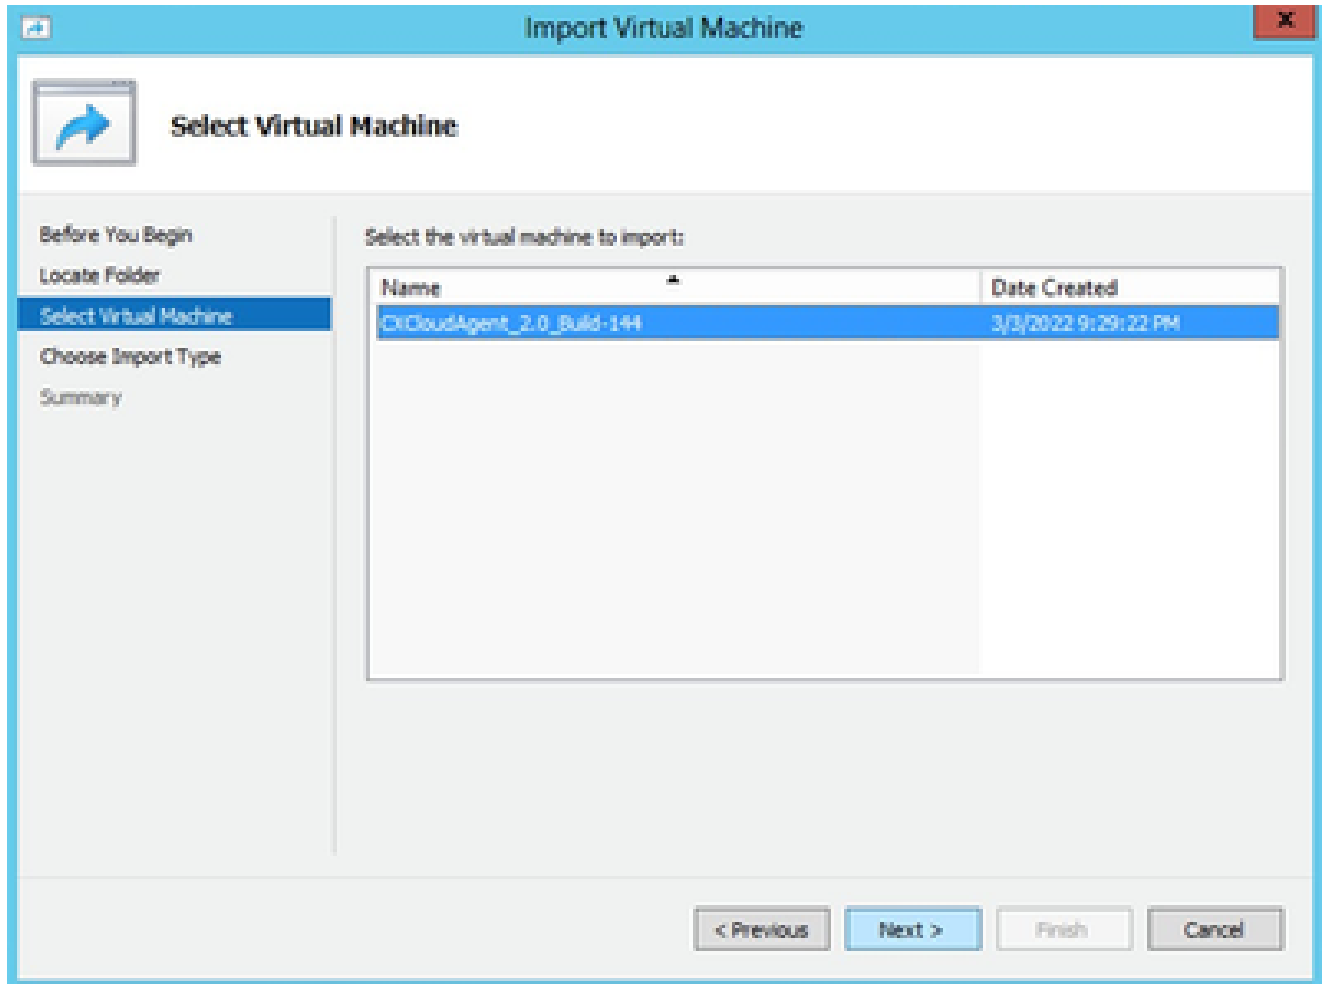 Import Virtual Machine
x
Select Virtual Machine
Before You Begin
Locate Folder
Select Virtual Machine
Choose Import Type
Summary
Select the virtual machine to import:
Name Date Created
CXCloudAgent_2.0_Build-144 3/3/2022 9:29:22 PM
< Previous Next > Finish Cancel